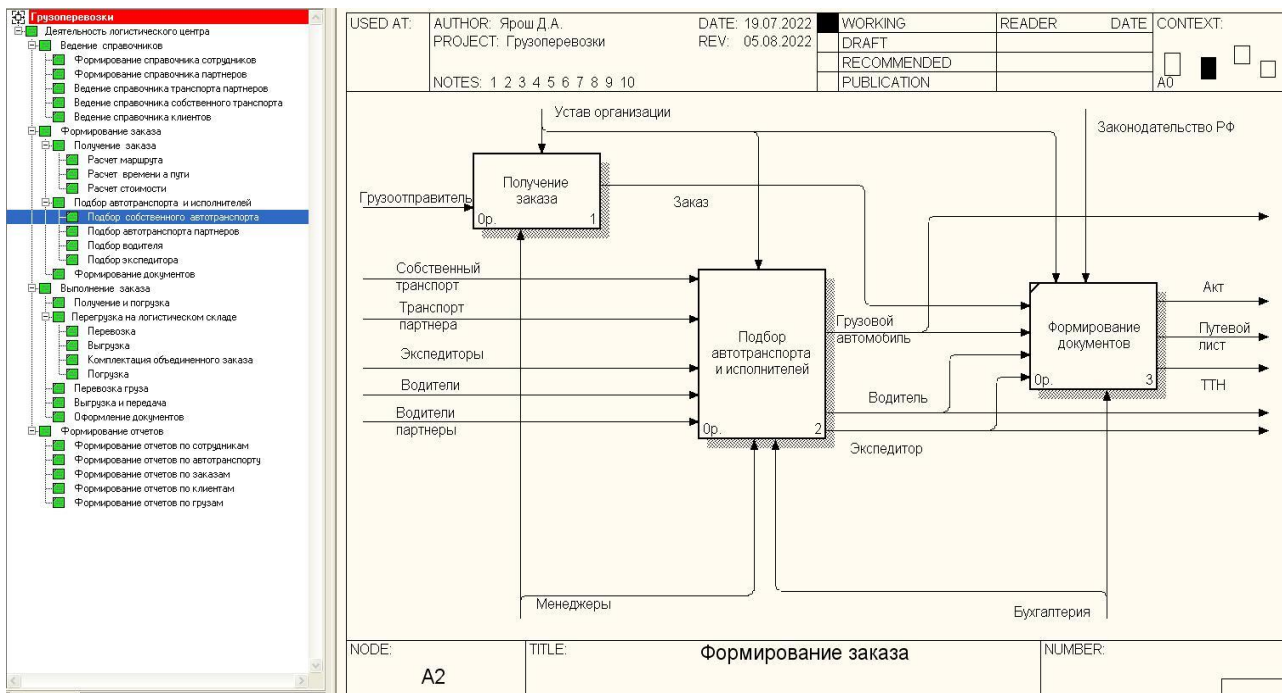 Грузоперевозки
Деятельность логистического центра
Ведение справочников
Формирование справочника сотрудников
Формирование справочника партнеров
Ведение справочника транспорта партнеров
Ведение справочника собственного транспорта
Ведение справочника клиентов
Формирование заказа
Получение заказа
Расчет маршрута
Расчет времени а пути
Расчет стоимости
Подбор автотранспорта и исполнителей
Подбор собственного автотранспорта
Подбор автотранспорта партнеров
Подбор водителя
Подбор экспедитора
Формирование документов
Выполнение заказа
Получение и погрузка
Перегрузка на логистическом складе
Перевозка
Выгрузка
Комплектация объединенного заказа
Погрузка
Перевозка груза
Выгрузка и передача
Оформление документов
Формирование отчетов
Формирование отчетов по сотрудникам
Формирование отчетов по автотранспорту
Формирование отчетов по заказам
Формирование отчетов по клиентам
Формирование отчетов по грузам
USED AT:
AUTHOR: Ярош Д.А.
DATE: 19.07.2022
PROJECT: Грузоперевозки
REV: 05.08.2022
NOTES: 1 2 3 4 5 6 7 8 9 10
WORKING
DRAFT
RECOMMENDED
PUBLICATION
READER
DATE
CONTEXT:
A0
Устав организации
Законодательство РФ
Получение
заказа
0р.
1
Грузоотправитель
Заказ
Собственный
транспорт
Транспорт
партнера
Экспедиторы
Водители
Водители
партнеры
Подбор
автотранспорта
и исполнителей
0р.
2
Грузовой
автомобиль
Водитель
Экспедитор
Формирование
документов
0р.
3
Акт
Путевой
лист
ТТН
Менеджеры
Бухгалтерия
NODE:
A2
TITLE:
Формирование заказа
NUMBER: